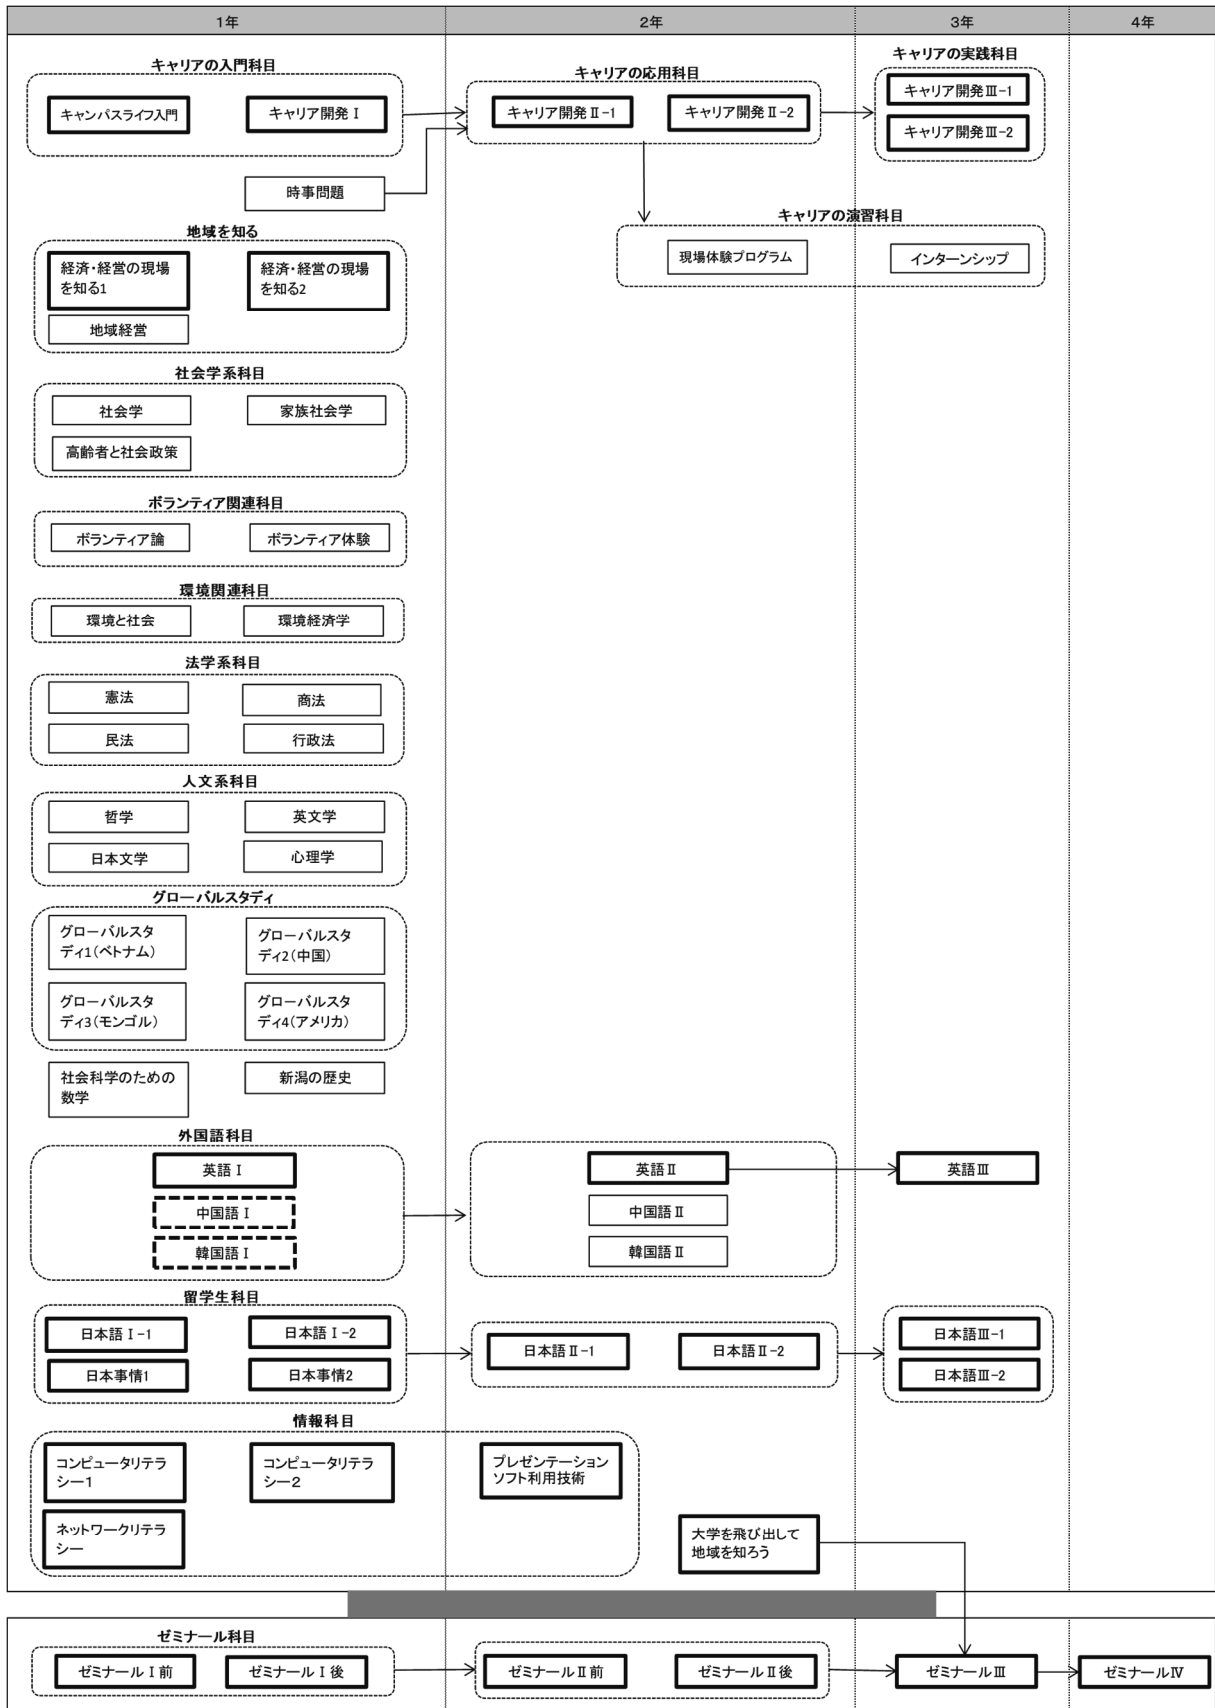 1年
2年
3年
4年
キャリアの入門科目
キャリアの応用科目
キャリアの実践科目
キャンパスライフ入門
キャリア開発Ⅰ
キャリア開発Ⅱ-1
キャリア開発Ⅱ-2
キャリア開発Ⅲ-1
キャリア開発Ⅲ-2
時事問題
キャリアの演習科目
現場体験プログラム
インターンシップ
地域を知る
経済・経営の現場
を知る1
経済・経営の現場
を知る2
地域経営
社会学系科目
社会学
家族社会学
高齢者と社会政策
ボランティア関連科目
ボランティア論
ボランティア体験
環境関連科目
環境と社会
環境経済学
法学系科目
憲法
商法
民法
行政法
人文系科目
哲学
英文学
日本文学
心理学
グローバルスタディ
グローバルスタ
ディ1(ベトナム)
グローバルスタ
ディ2(中国)
グローバルスタ
ディ3(モンゴル)
グローバルスタ
ディ4(アメリカ)
社会科学のための
数学
新潟の歴史
外国語科目
英語Ⅰ
英語Ⅱ
英語Ⅲ
中国語Ⅰ
中国語Ⅱ
韓国語Ⅰ
韓国語Ⅱ
留学生科目
日本語Ⅰ-1
日本語Ⅰ-2
日本語Ⅱ-1
日本語Ⅱ-2
日本語Ⅲ-1
日本事情1
日本事情2
日本語Ⅲ-2
情報科目
コンピュータリテラ
シー1
コンピュータリテラ
シー2
プレゼンテーション
ソフト利用技術
ネットワークリテラ
シー
大学を飛び出して
地域を知ろう
ゼミナール科目
ゼミナールⅠ前
ゼミナールⅠ後
ゼミナールⅡ前
ゼミナールⅡ後
ゼミナールⅢ
ゼミナールⅣ